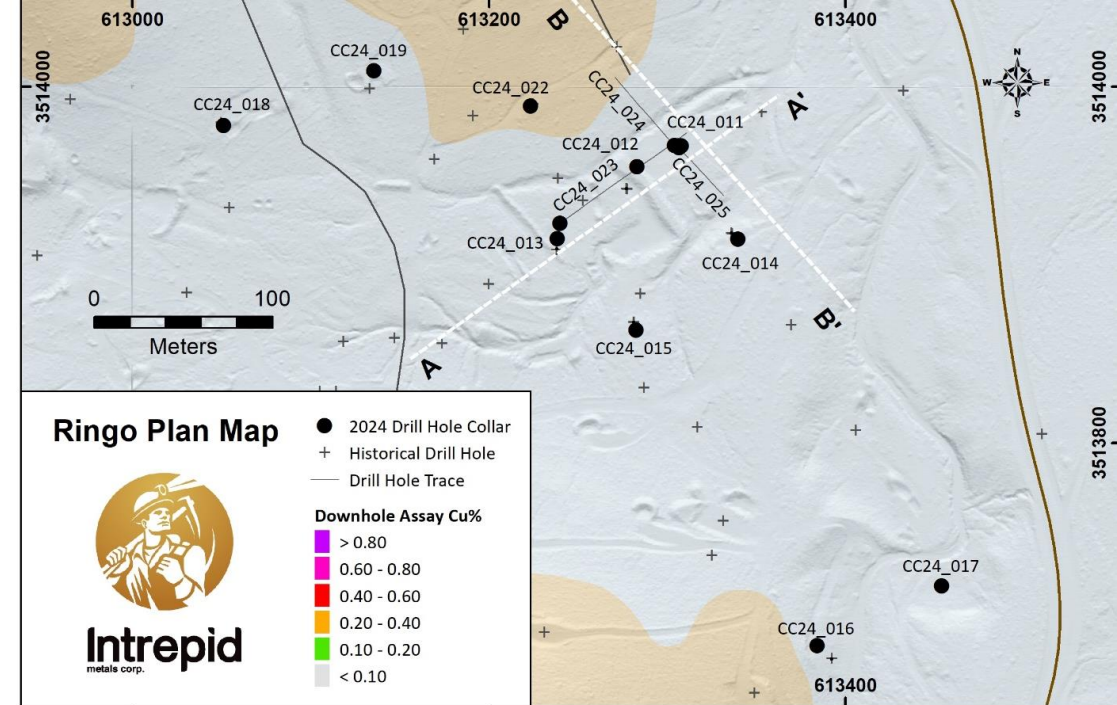 613000
613200
613400
3514000
3514000
B
N
W
E
S
CC24_019
CC24_022
CC24_018
CC24_024
A'
CC24_011
CC24_012
CC24_023
CC24_025
CC24_013
CC24_014
B'
0 100
Meters
CC24_015
A
3513800
Ringo Plan Map
2024 Drill Hole Collar
Historical Drill Hole
Drill Hole Trace
Downhole Assay Cu%
> 0.80
0.60 - 0.80
0.40 - 0.60
0.20 - 0.40
0.10 - 0.20
< 0.10
Intrepid
metals corp.
CC24_017
CC24_016
613400